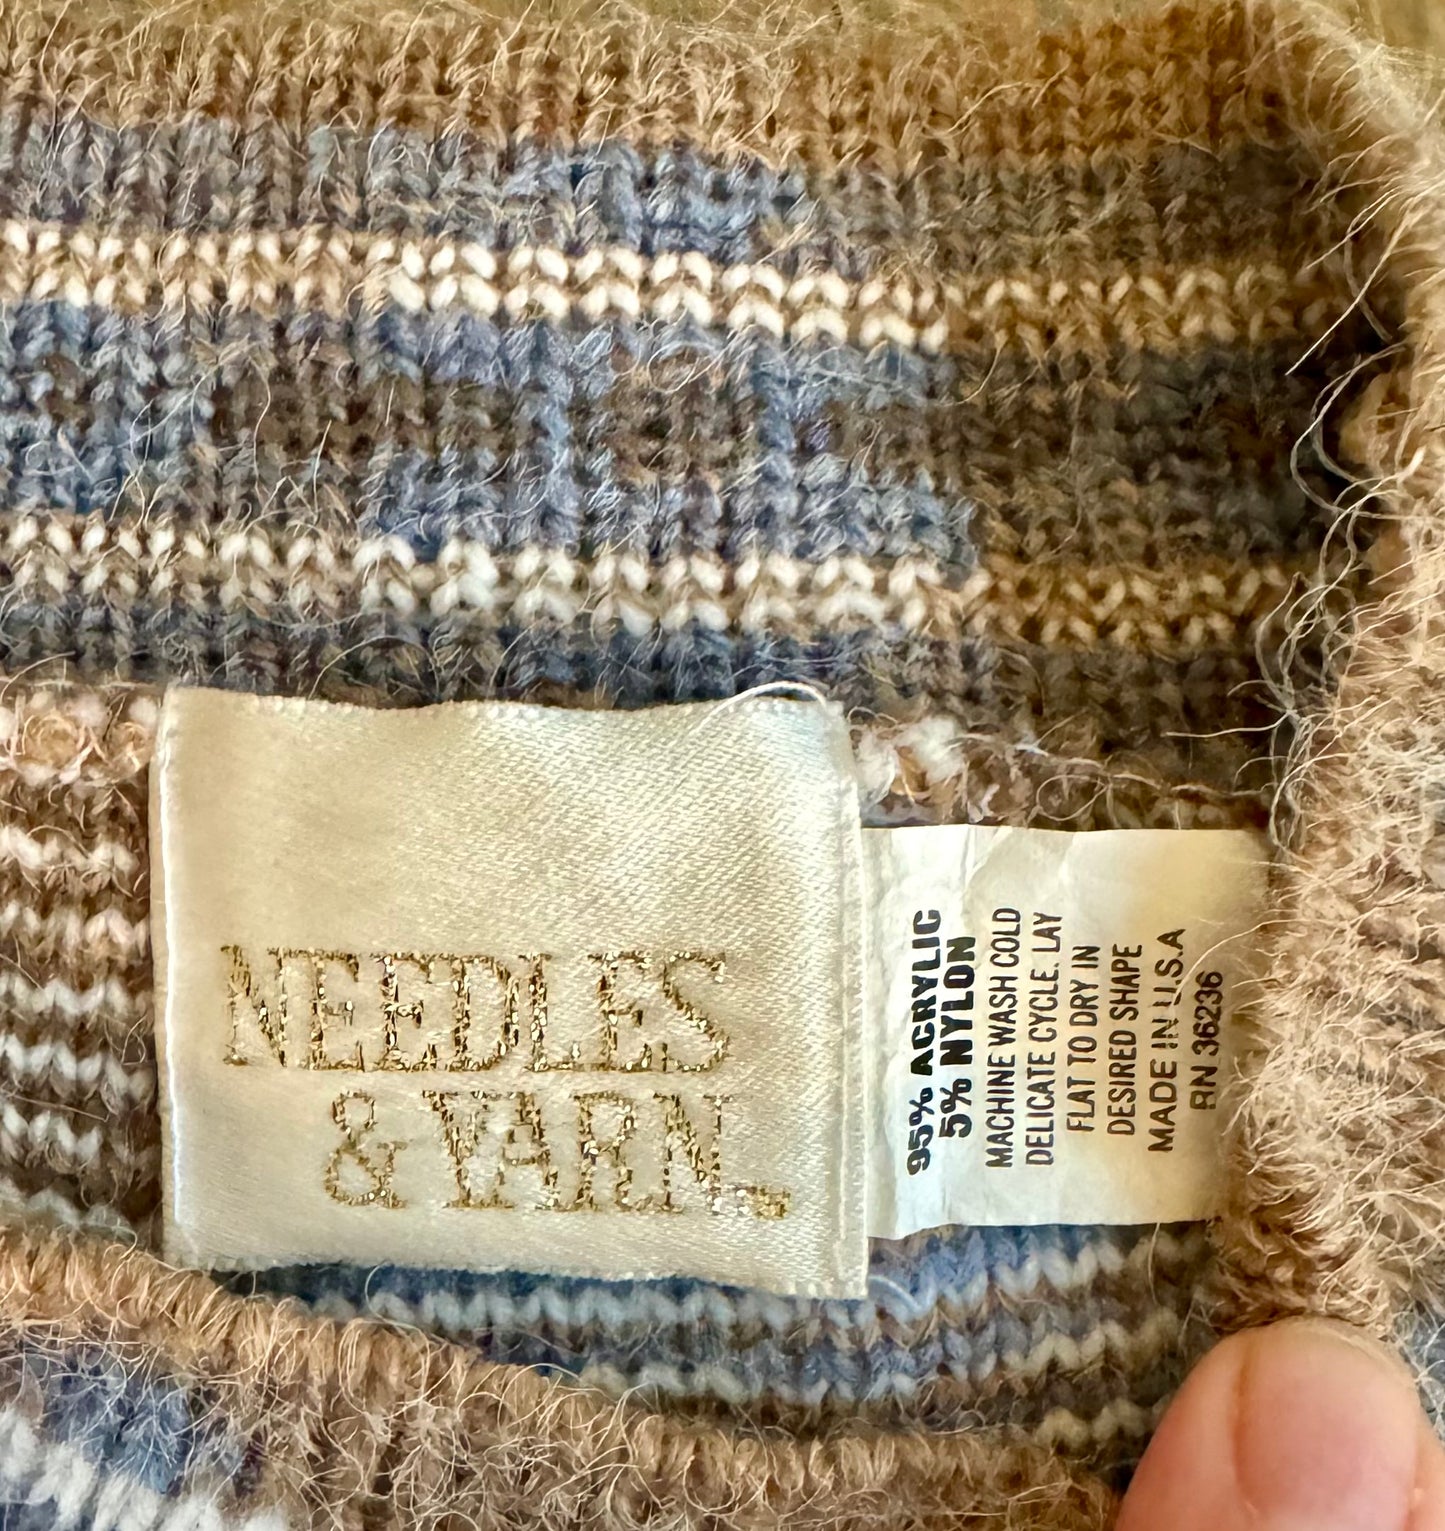 NEEDLES
& YARN
95% ACRYLIC
5% NYLON
MACHINE WASH COLD
DELICATE CYCLE. LAY
FLAT TO DRY IN
DESIRED SHAPE
MADE IN U.S.A
RN 36236